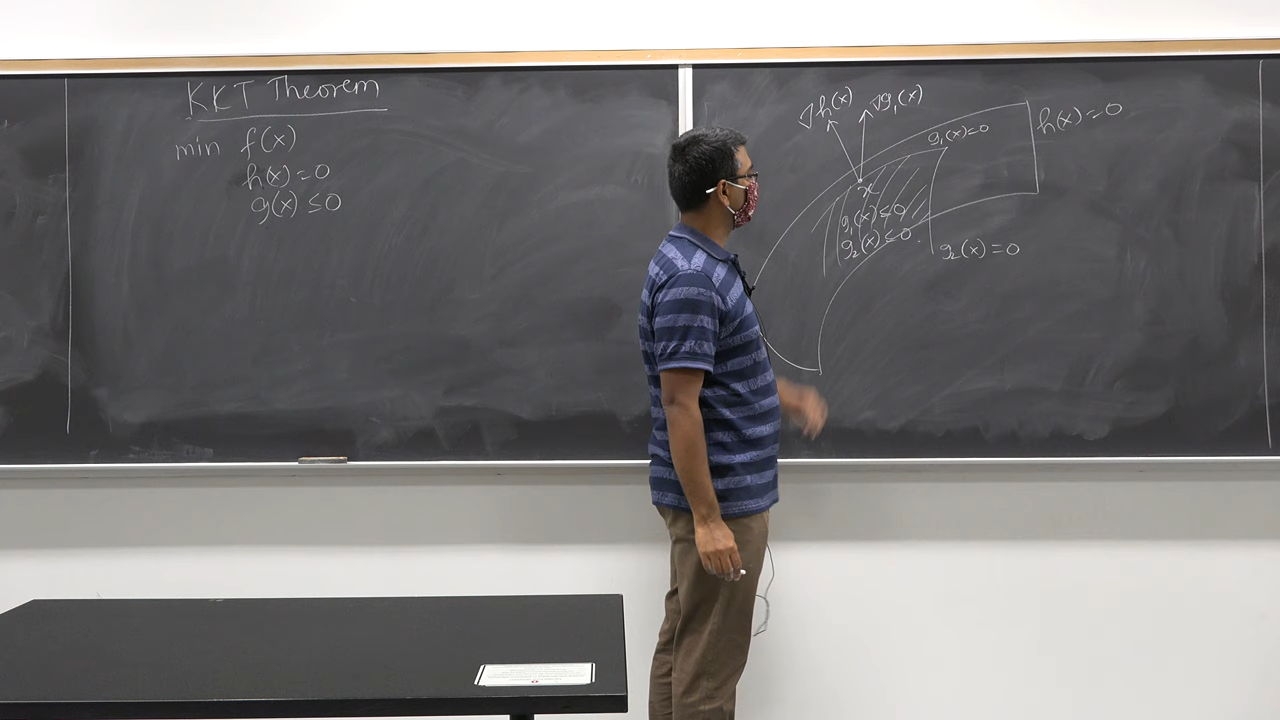 KKT Theorem
min f(x)
h(x)=0
g(x) ≤ 0
∇h(x)
∇g₁(x)
g₁(x)=0
h(x)=0
x
g₁(x) ≤ 0
g₂(x) ≤ 0.
g₂(x) = 0